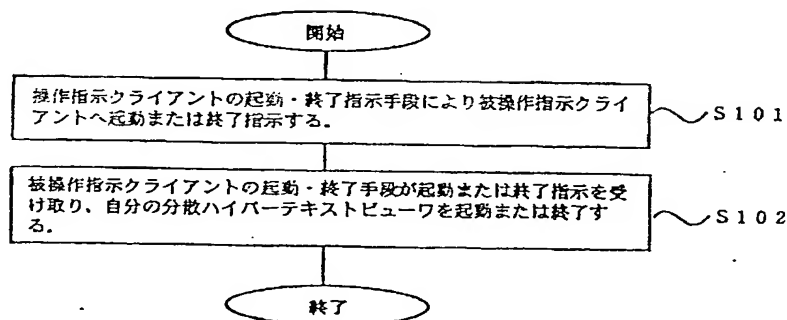 開始
操作指示クライアントの起動・終了指示手段により被操作指示クライ
アントへ起動または終了指示する。
S101
被操作指示クライアントの起動・終了手段が起動または終了指示を受
け取り、自分の分散ハイパーテキストビューワを起動または終了す
る。
S102
終了